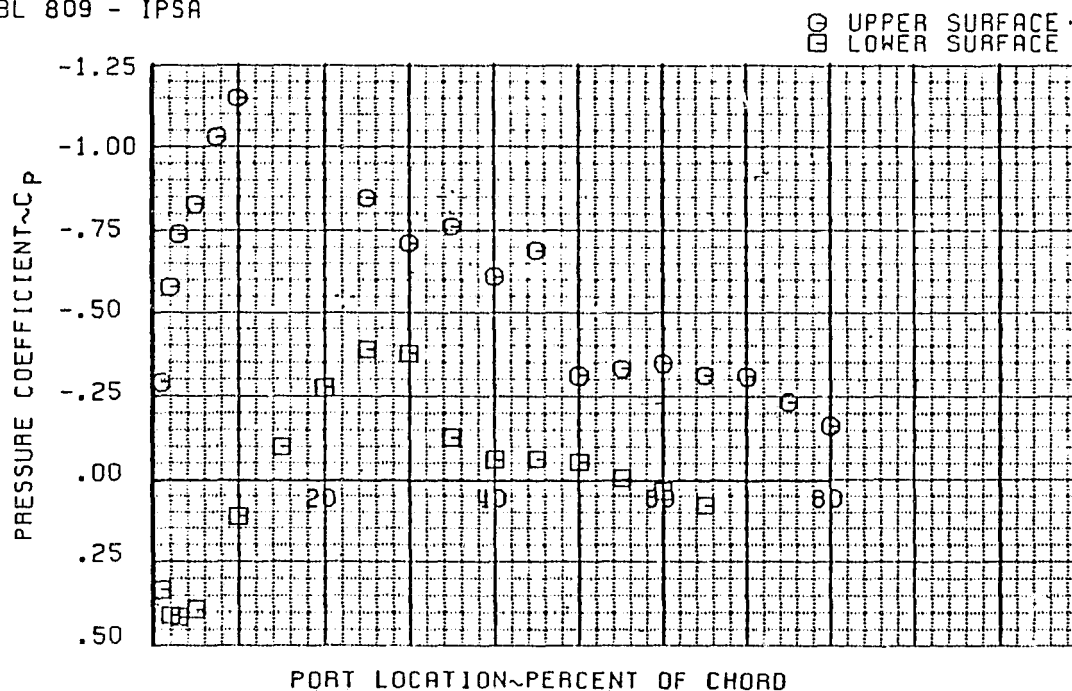 BL 809 - IPSA
UPPER SURFACE
LOWER SURFACE
-1.25
-1.00
-.75
-.50
-.25
.00
.25
.50
20
40
60
80
PRESSURE COEFFICIENT~CP
PORT LOCATION~PERCENT OF CHORD